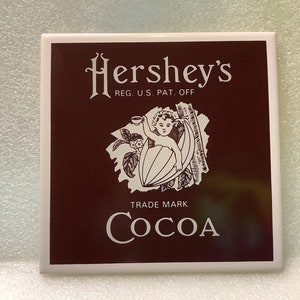 Hershey's
REG. U.S. PAT. OFF
TRADE MARK
COCOA